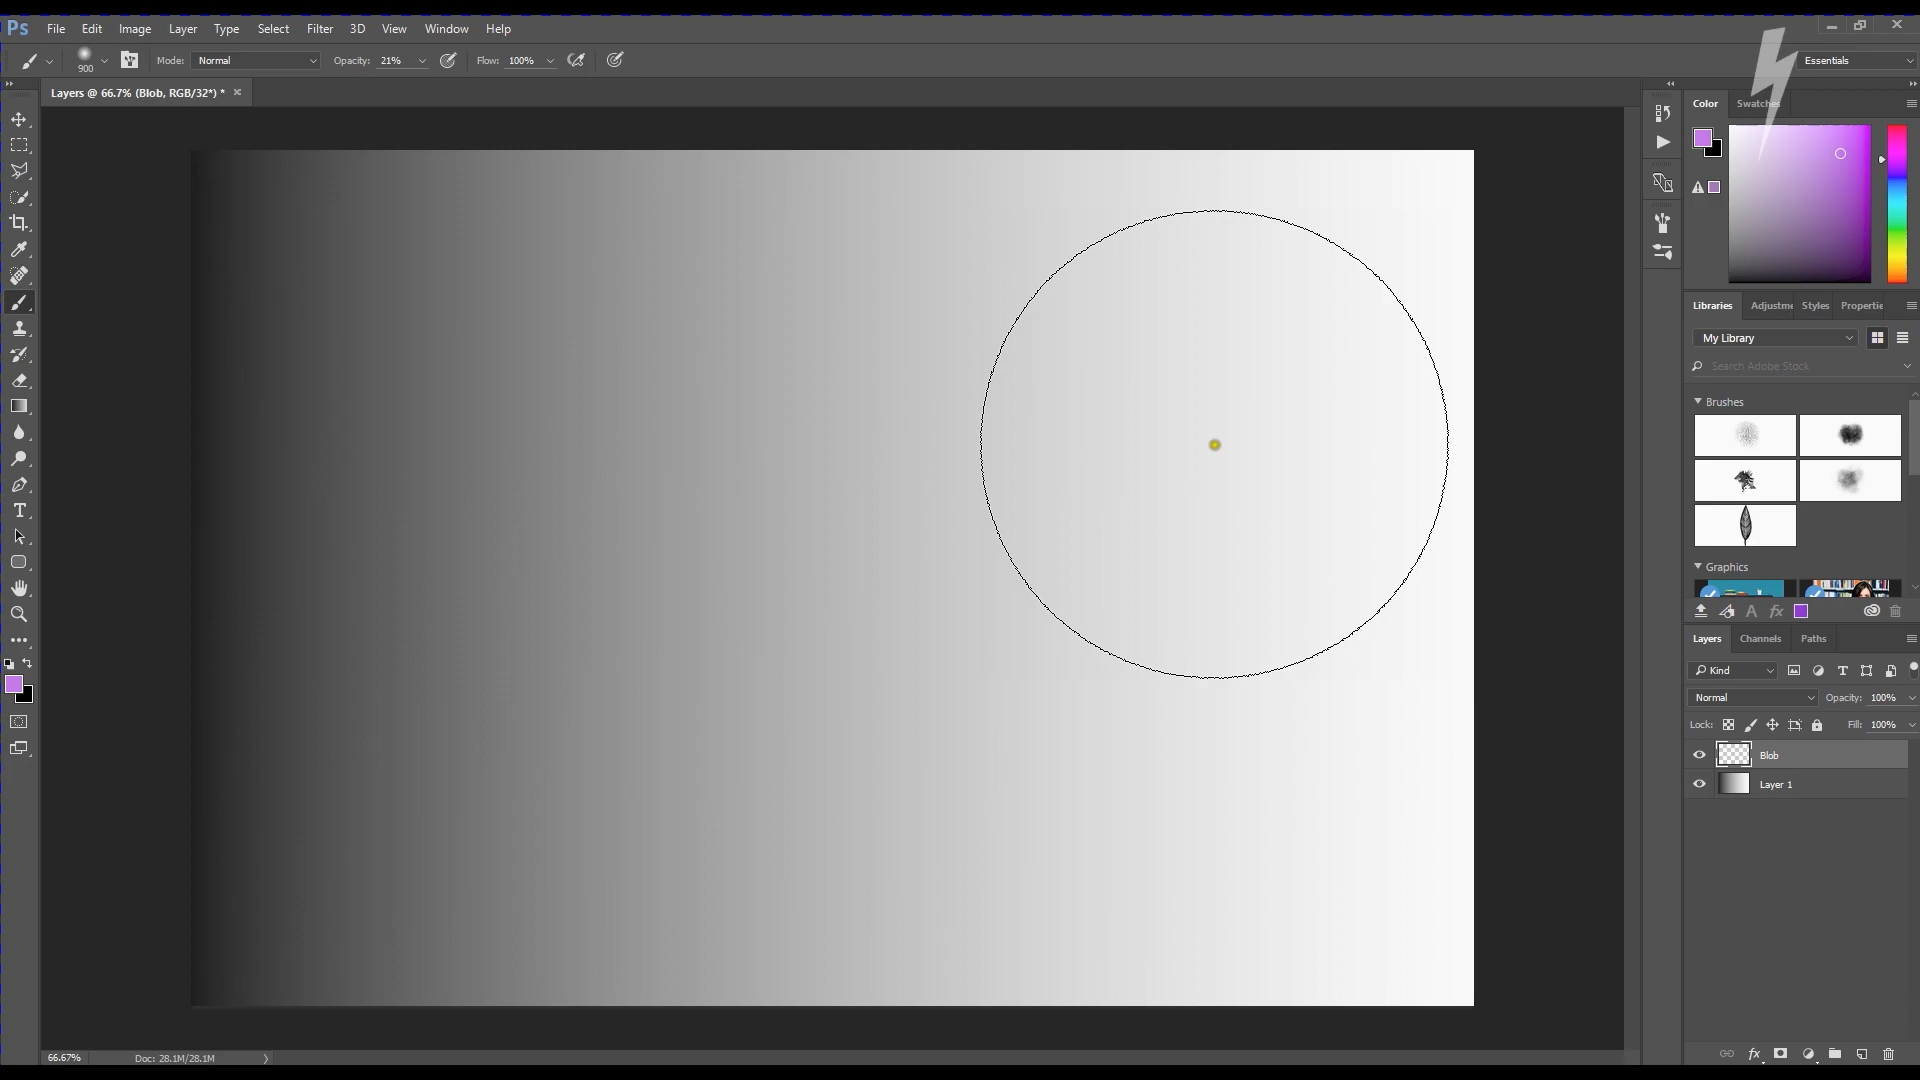 Ps File Edit Image Layer Type Select Filter 3D View Window Help
900 Mode: Normal Opacity: 21% Flow: 100% Essentials
Layers @ 66.7% (Blob, RGB/32*) *
Color Swatches
Libraries Adjustme Styles Propertie
My Library
Search Adobe Stock
Brushes
Graphics
Layers Channels Paths
Kind
Normal Opacity: 100%
Lock: Fill: 100%
Blob
Layer 1
66.67% Doc: 28.1M/28.1M